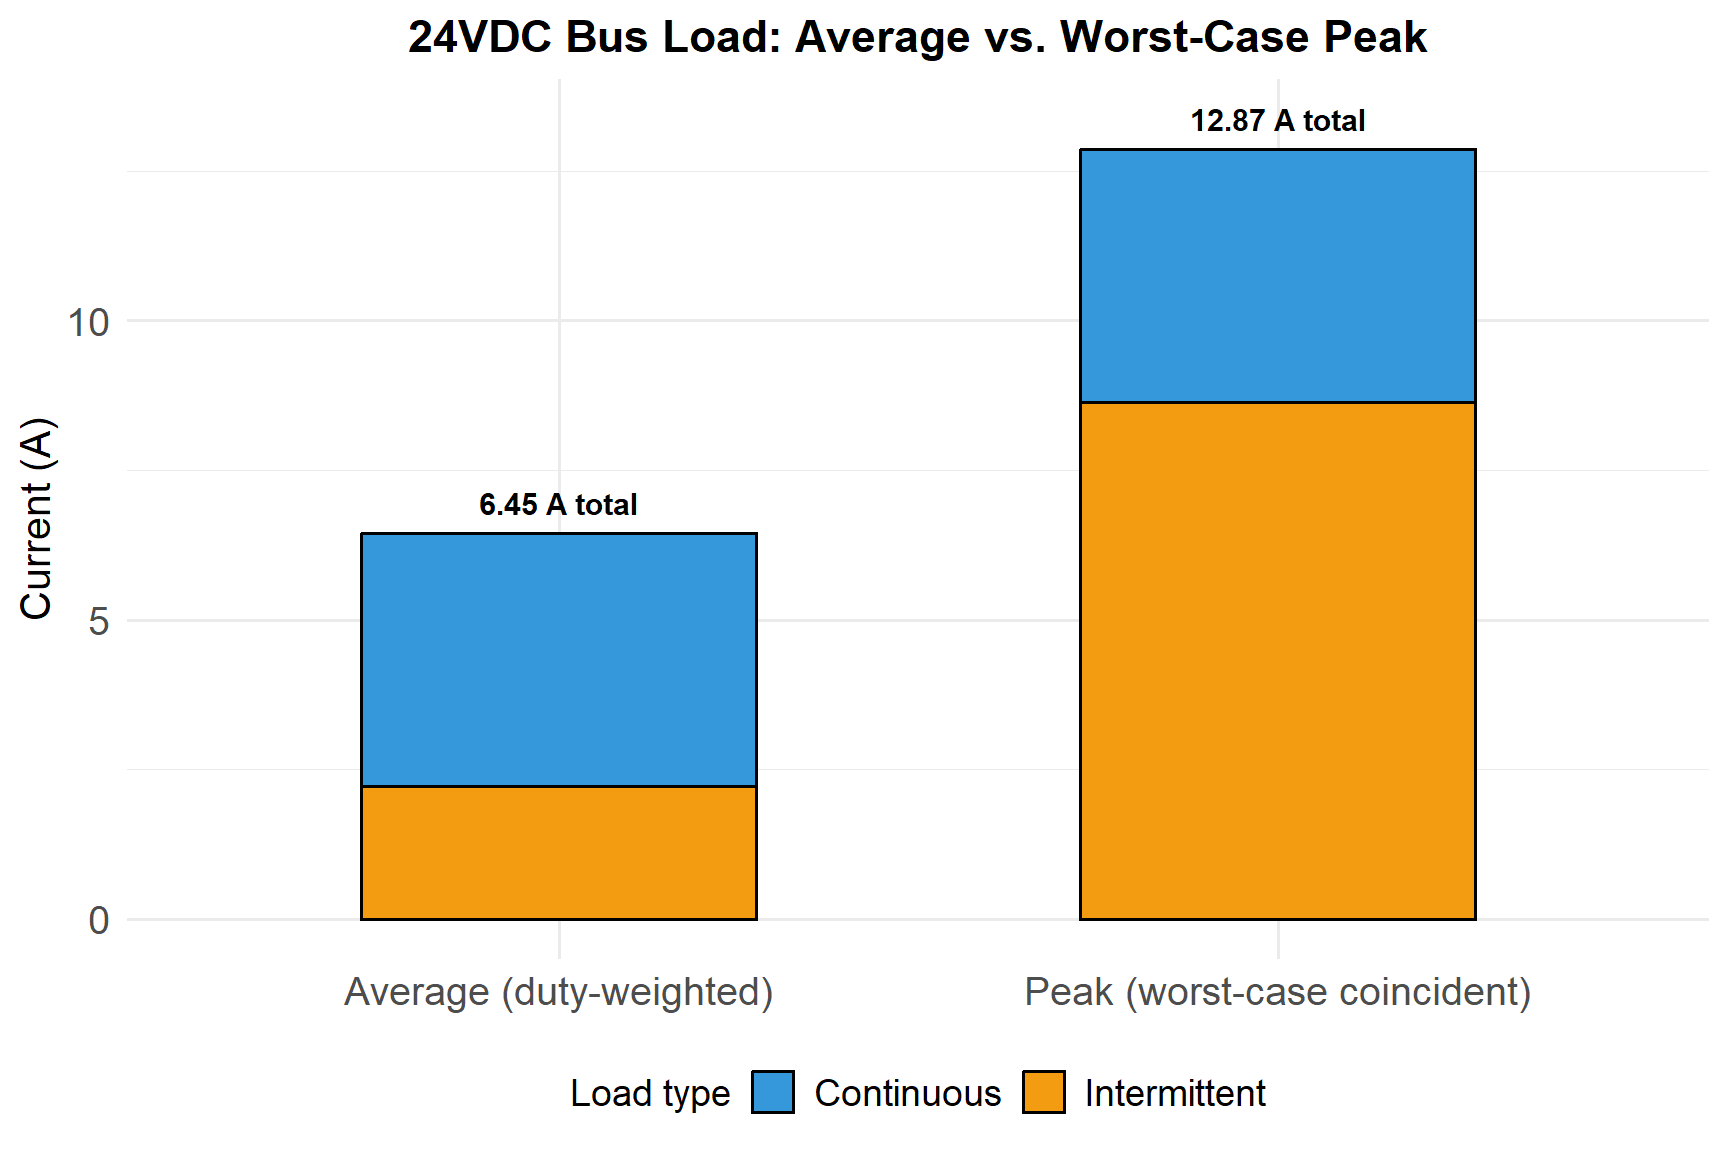 24VDC Bus Load: Average vs. Worst-Case Peak
12.87 A total
10
6.45 A total
5
0
Current (A)
Average (duty-weighted)
Peak (worst-case coincident)
Load type Continuous Intermittent